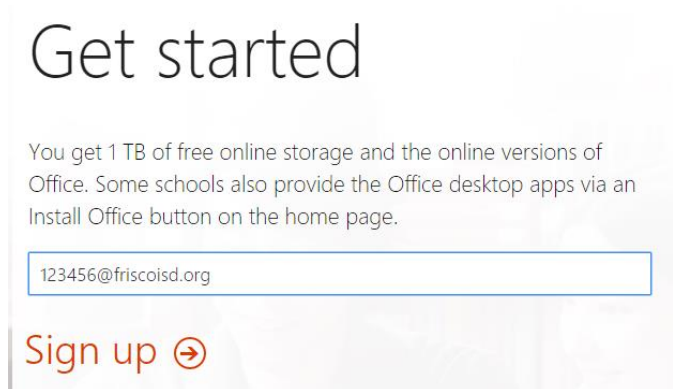 Get started
You get 1 TB of free online storage and the online versions of
Office. Some schools also provide the Office desktop apps via an
Install Office button on the home page.
123456@friscoisd.org
Sign up